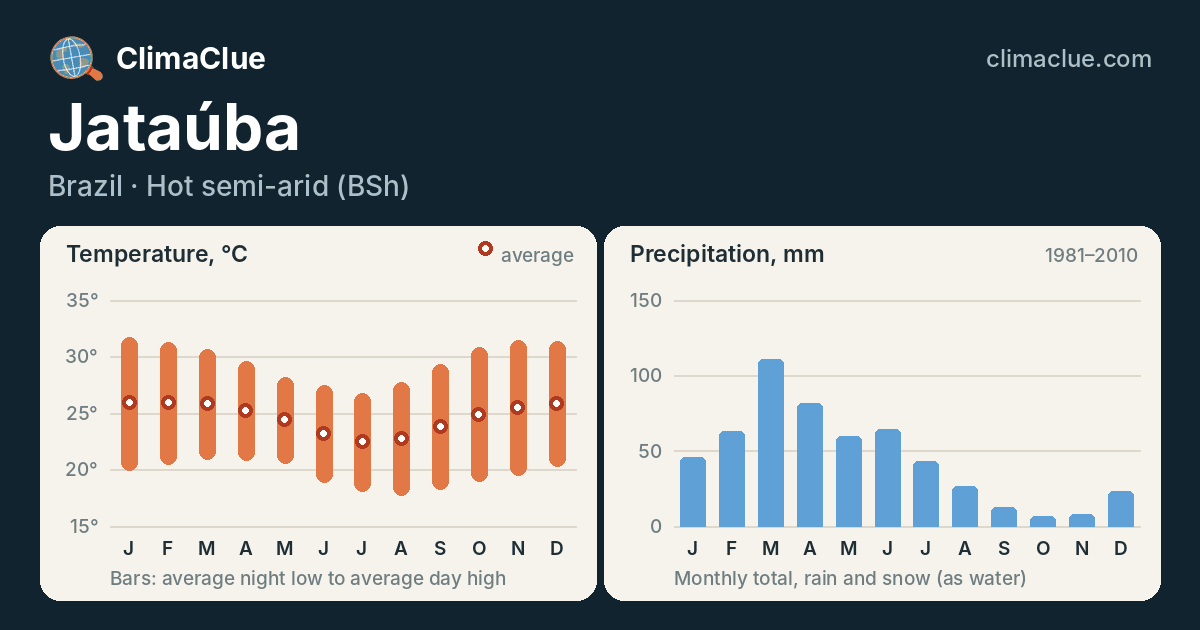 ClimaClue
climaclue.com
Jataúba
Brazil · Hot semi-arid (BSh)
Temperature, °C
average
35°
30°
25°
20°
15°
J F M A M J J A S O N D
Bars: average night low to average day high
Precipitation, mm
1981–2010
150
100
50
0
J F M A M J J A S O N D
Monthly total, rain and snow (as water)